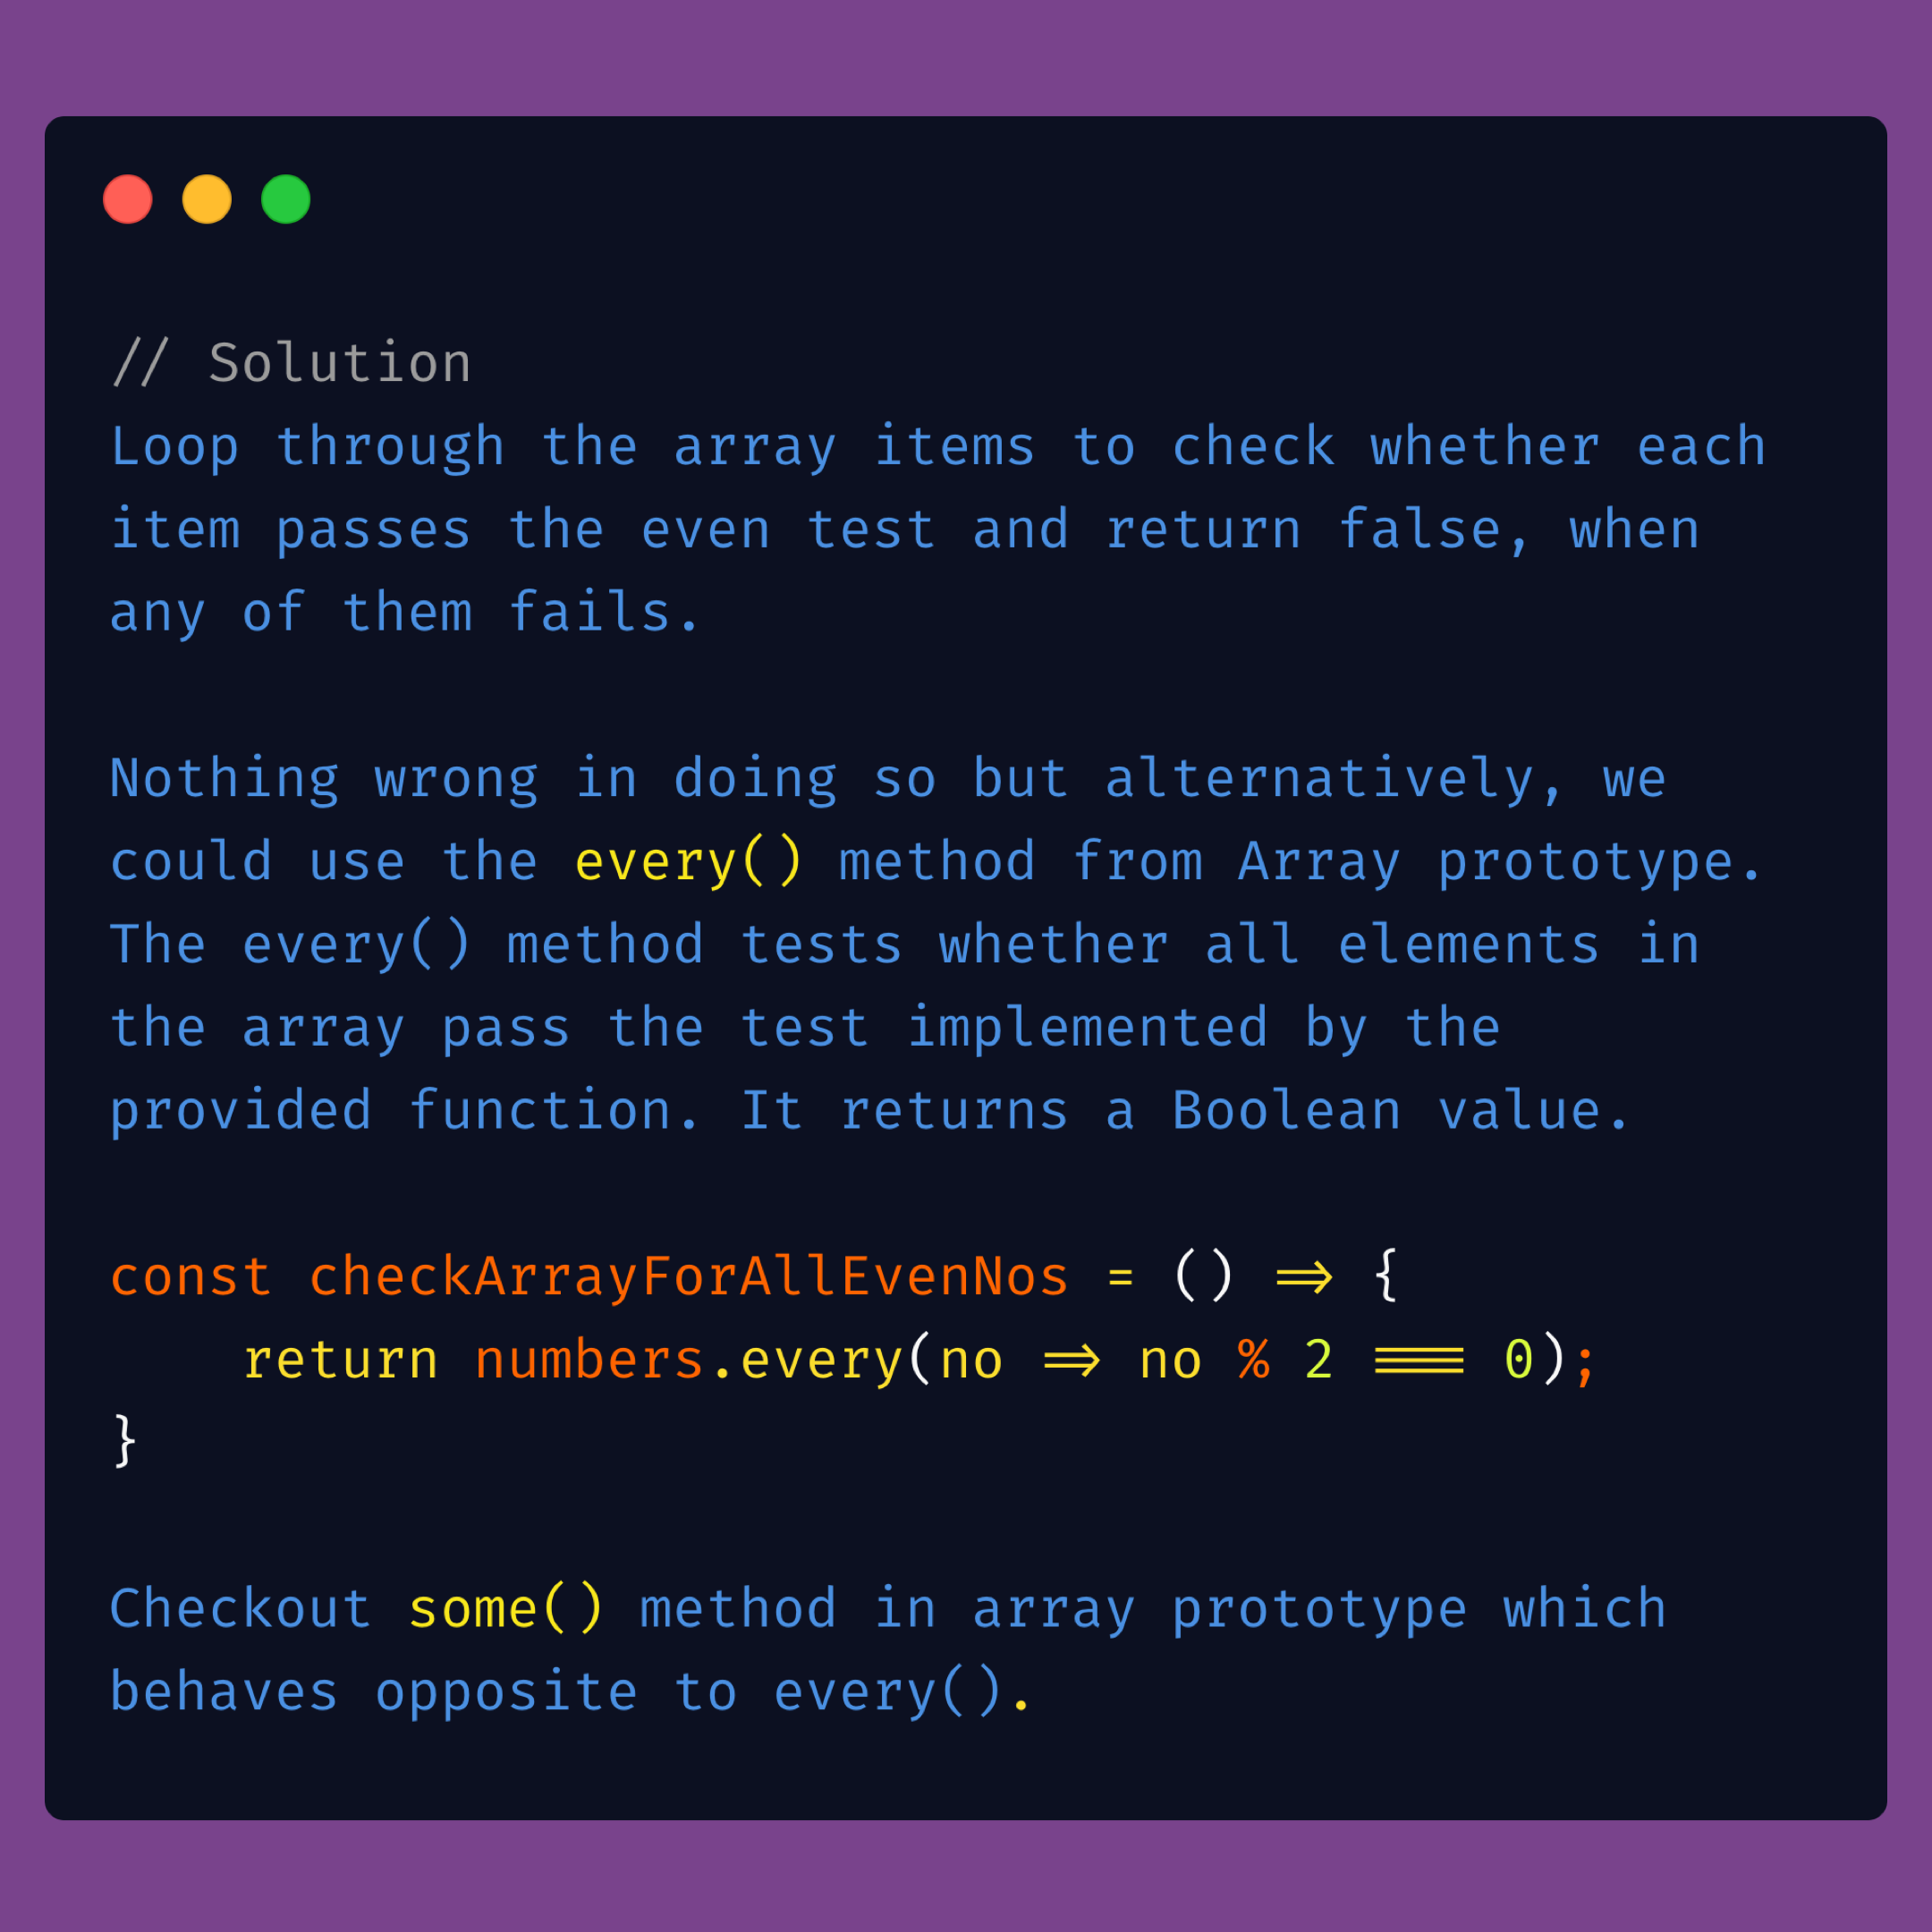 // Solution
Loop through the array items to check whether each
item passes the even test and return false, when
any of them fails.
Nothing wrong in doing so but alternatively, we
could use the every() method from Array prototype.
The every() method tests whether all elements in
the array pass the test implemented by the
provided function. It returns a Boolean value.
const checkArrayForAllEvenNos = () => {
    return numbers.every(no => no % 2 === 0);
}
Checkout some() method in array prototype which
behaves opposite to every().